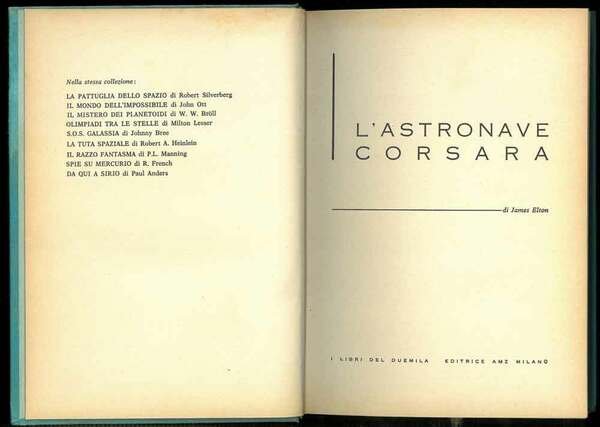 Nella stessa collezione:
LA PATTUGLIA DELLO SPAZIO di Robert Silverberg
IL MONDO DELL'IMPOSSIBILE di John Ott
IL MISTERO DEI PLANETOIDI di W. W. Bröll
OLIMPIADI TRA LE STELLE di Milton Lesser
S.O.S. GALASSIA di Johnny Bree
LA TUTA SPAZIALE di Robert A. Heinlein
IL RAZZO FANTASMA di P.L. Manning
SPIE SU MERCURIO di R. French
DA QUI A SIRIO di Paul Anders
L'ASTRONAVE
CORSARA
di James Elton
I LIBRI DEL DUEMILA EDITRICE AMZ MILANO